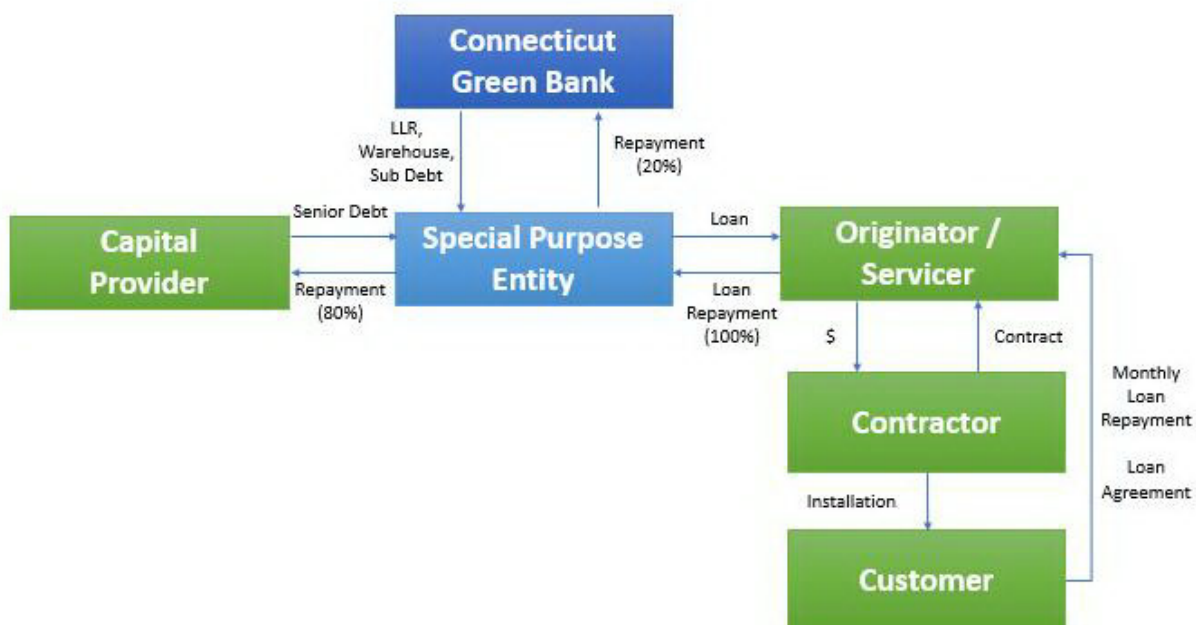 Connecticut
Green Bank
LLR,
Warehouse,
Sub Debt
Repayment
(20%)
Senior Debt
Capital
Provider
Repayment
(80%)
Special Purpose
Entity
Loan
Loan
Repayment
(100%)
Originator /
Servicer
$
Contract
Contractor
Monthly
Loan
Repayment
Loan
Agreement
Installation
Customer